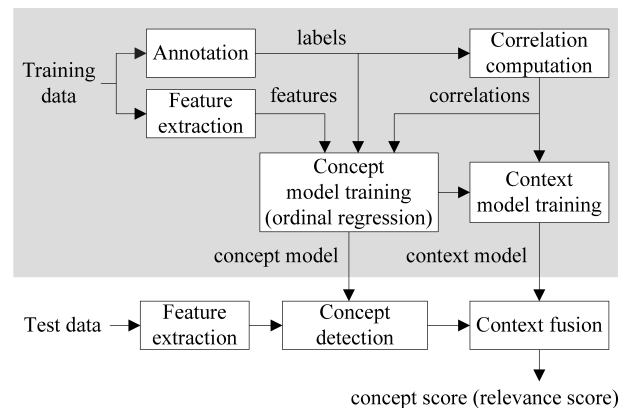 labels
Annotation
Correlation
computation
Training
data
features
correlations
Feature
extraction
Concept
model training
(ordinal regression)
Context
model training
concept model
context model
Test data
Feature
extraction
Concept
detection
Context fusion
concept score (relevance score)